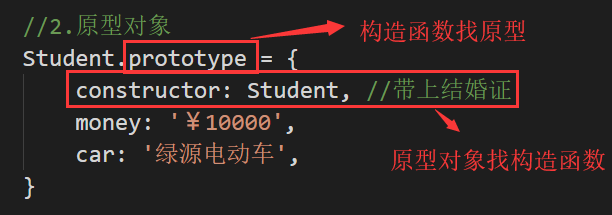 //2.原型对象
构造函数找原型
Student.prototype = {
constructor: Student, //带上结婚证
money: '￥10000',
car: '绿源电动车',
原型对象找构造函数
}